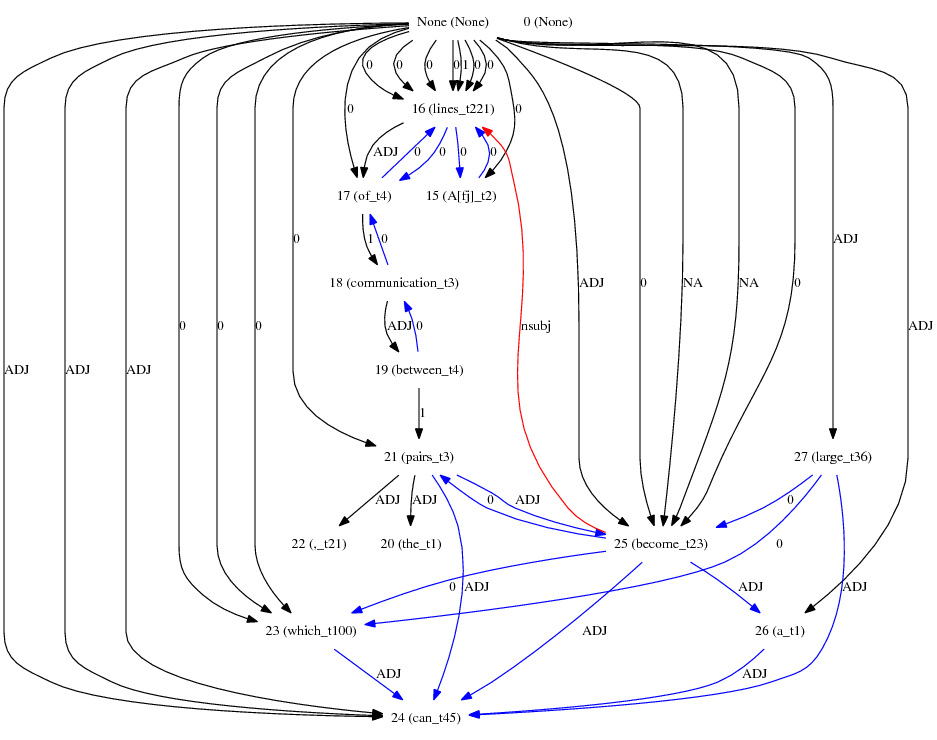 None (None) 0 (None)
0 0 0 0 1 0 0
16 (lines_t221)
0 0
ADJ 0 0 0 0
17 (of_t4) 15 (A[fj]_t2)
0 1 0 ADJ
18 (communication_t3) ADJ 0 NA NA 0
0 0 0 ADJ 0 nsubj ADJ
ADJ ADJ ADJ 19 (between_t4)
1
21 (pairs_t3) 27 (large_t36)
ADJ ADJ 0 ADJ 0
22 (,_t21) 20 (the_t1) 25 (become_t23) 0
0 ADJ ADJ ADJ
23 (which_t100) ADJ 26 (a_t1)
ADJ ADJ
24 (can_t45)